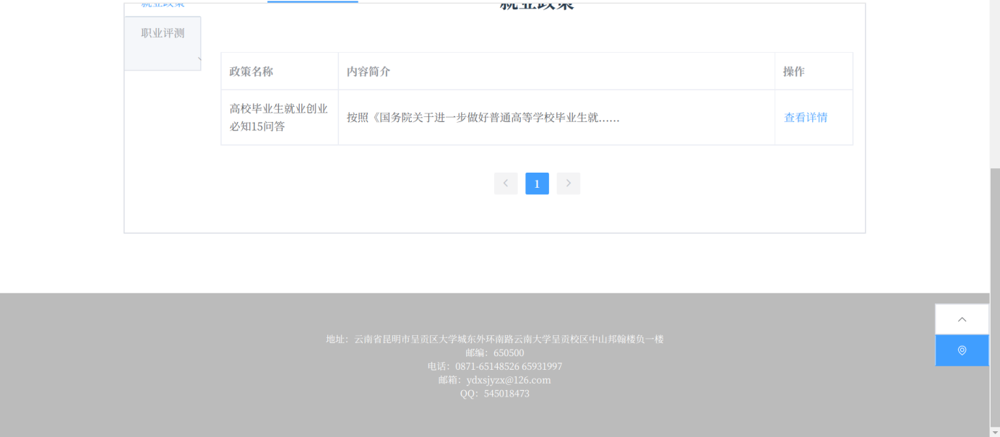 就业政策
就业政策
职业评测
政策名称
内容简介
操作
高校毕业生就业创业
必知15问答
按照《国务院关于进一步做好普通高等学校毕业生就......
查看详情
1
地址：云南省昆明市呈贡区大学城东外环南路云南大学呈贡校区中山邦翰楼负一楼
邮编：650500
电话：0871-65148526 65931997
邮箱：ydxsjyzx@126.com
QQ：545018473